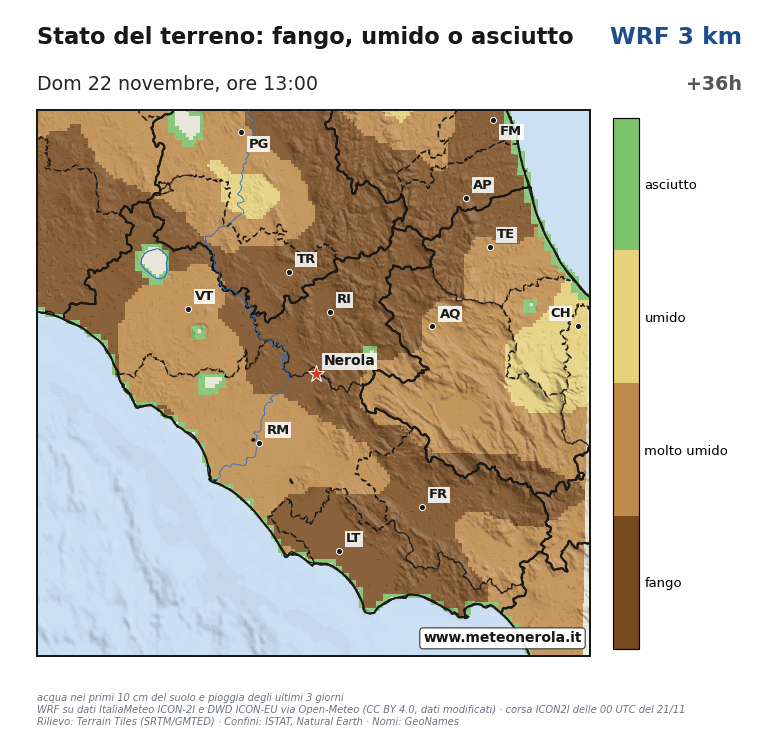 Stato del terreno: fango, umido o asciutto
WRF 3 km
Dom 22 novembre, ore 13:00
+36h
FM
PG
AP
TE
TR
VT
RI
AQ
CH
Nerola
RM
FR
LT
www.meteonerola.it
asciutto
umido
molto umido
fango
acqua nei primi 10 cm del suolo e pioggia degli ultimi 3 giorni
WRF su dati ItaliaMeteo ICON-2I e DWD ICON-EU via Open-Meteo (CC BY 4.0, dati modificati) · corsa ICON2I delle 00 UTC del 21/11
Rilievo: Terrain Tiles (SRTM/GMTED) · Confini: ISTAT, Natural Earth · Nomi: GeoNames